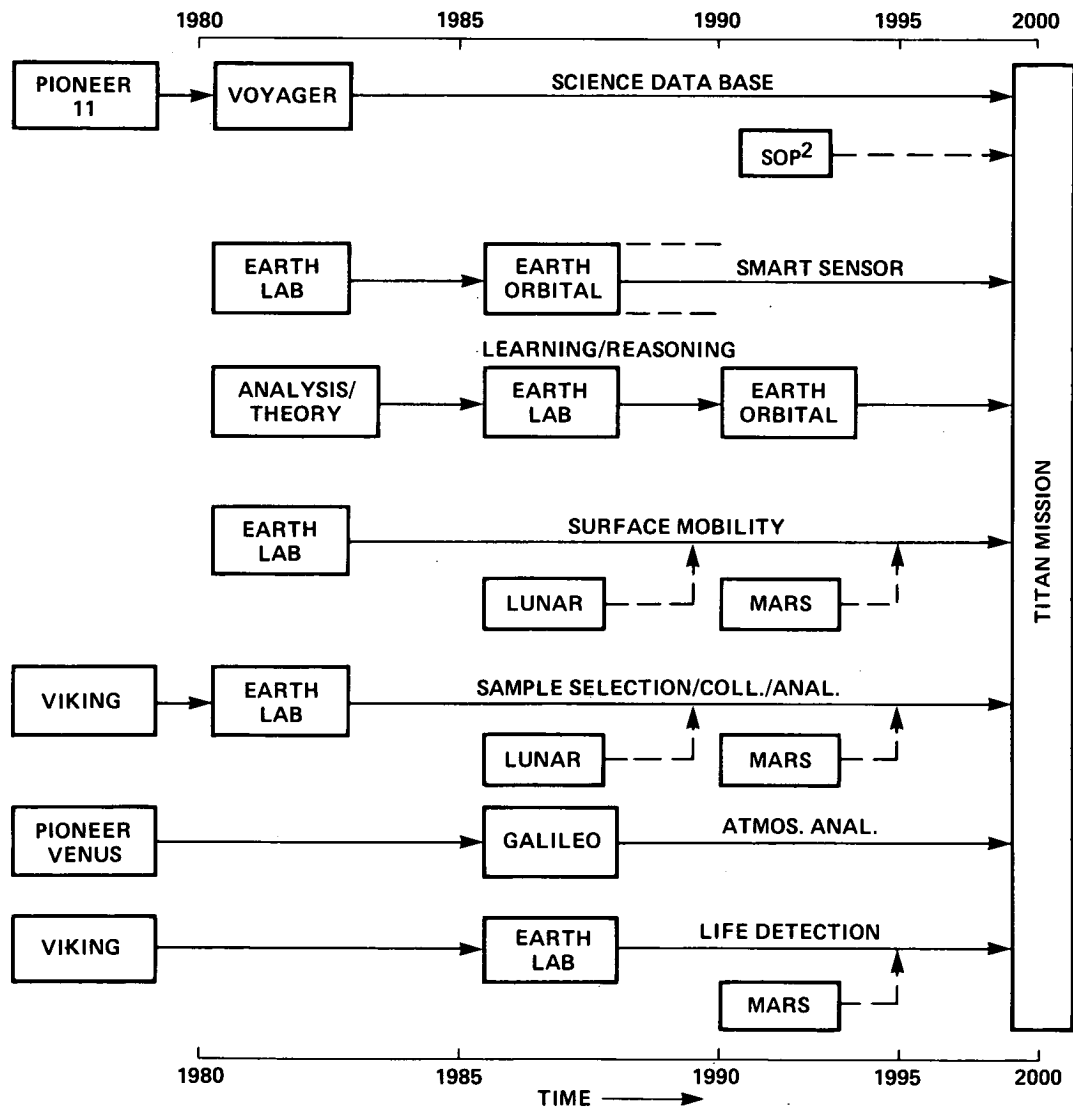 1980 1985 1990 1995 2000
PIONEER
11
VOYAGER
SCIENCE DATA BASE
SOP2
EARTH
LAB
EARTH
ORBITAL
SMART SENSOR
LEARNING/REASONING
ANALYSIS/
THEORY
EARTH
LAB
EARTH
ORBITAL
EARTH
LAB
SURFACE MOBILITY
LUNAR
MARS
VIKING
EARTH
LAB
SAMPLE SELECTION/COLL./ANAL.
LUNAR
MARS
PIONEER
VENUS
GALILEO
ATMOS. ANAL.
VIKING
EARTH
LAB
LIFE DETECTION
MARS
TITAN MISSION
1980 1985 1990 1995 2000
TIME